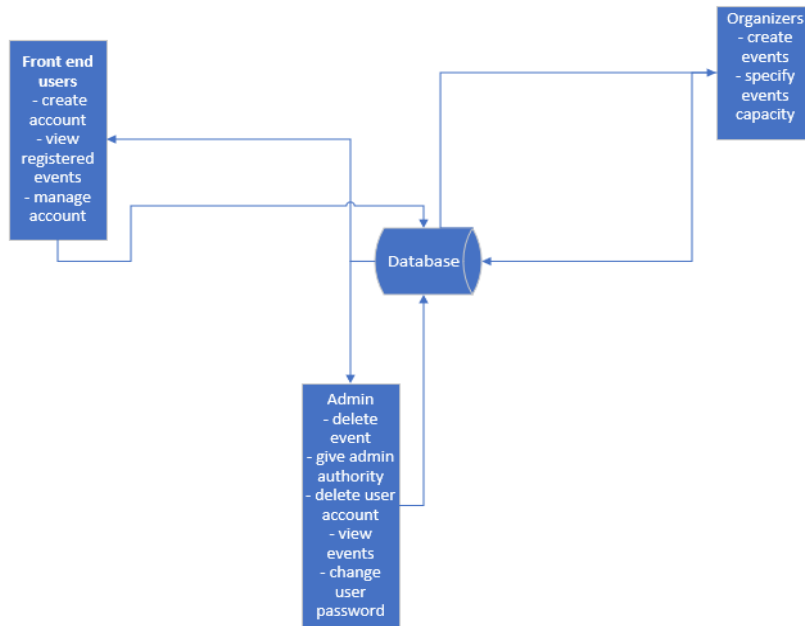 Front end
users
- create
account
- view
registered
events
- manage
account
Organizers
- create
events
- specify
events
capacity
Database
Admin
- delete
event
- give admin
authority
- delete user
account
- view
events
- change
user
password